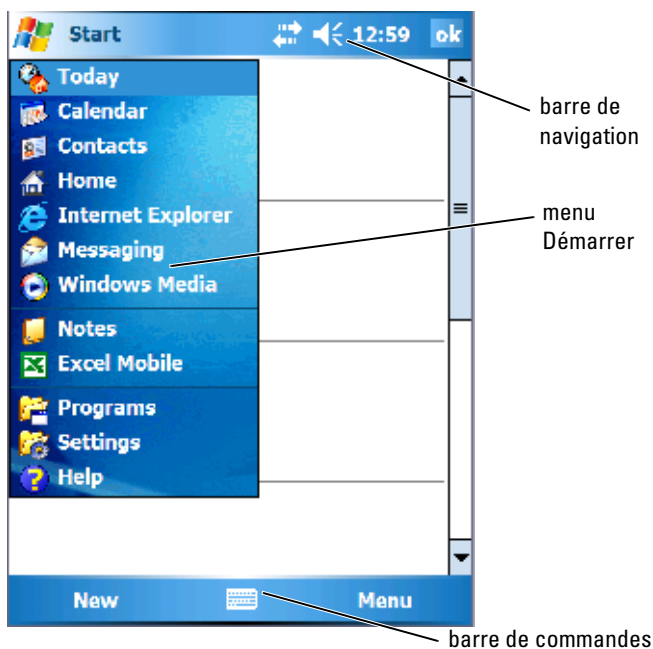 Start 12:59 ok
Today
Calendar
Contacts
Home
Internet Explorer
Messaging
Windows Media
Notes
Excel Mobile
Programs
Settings
Help
New Menu
barre de
navigation
menu
Démarrer
barre de commandes